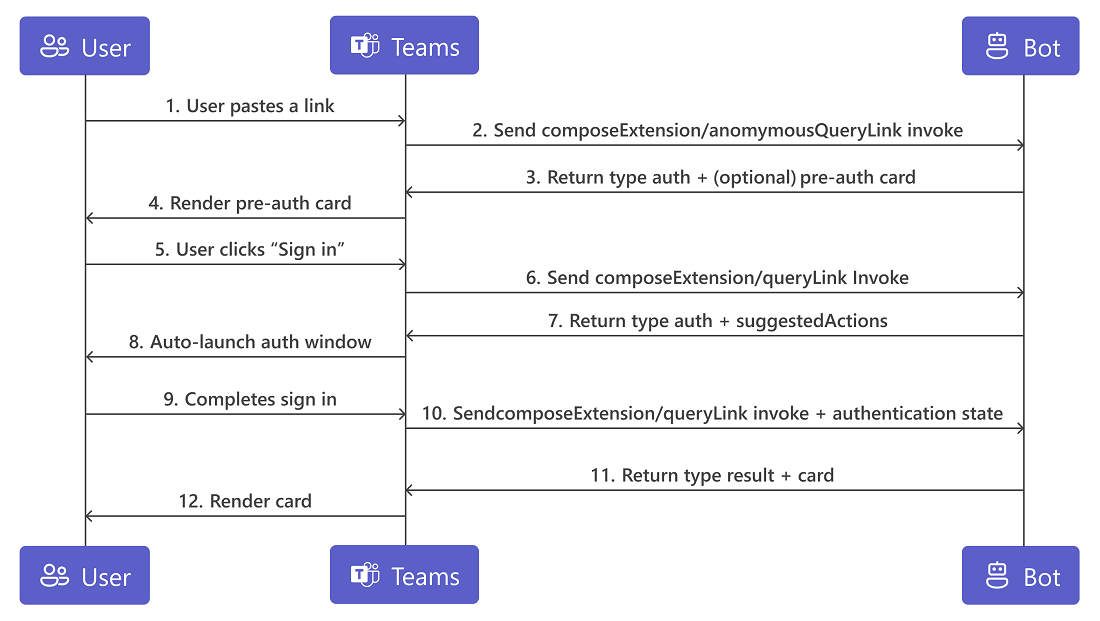 User
Teams
Bot
1. User pastes a link
2. Send composeExtension/anomymousQueryLink invoke
3. Return type auth + (optional) pre-auth card
4. Render pre-auth card
5. User clicks “Sign in”
6. Send composeExtension/queryLink Invoke
7. Return type auth + suggestedActions
8. Auto-launch auth window
9. Completes sign in
10. SendcomposeExtension/queryLink invoke + authentication state
11. Return type result + card
12. Render card
User
Teams
Bot